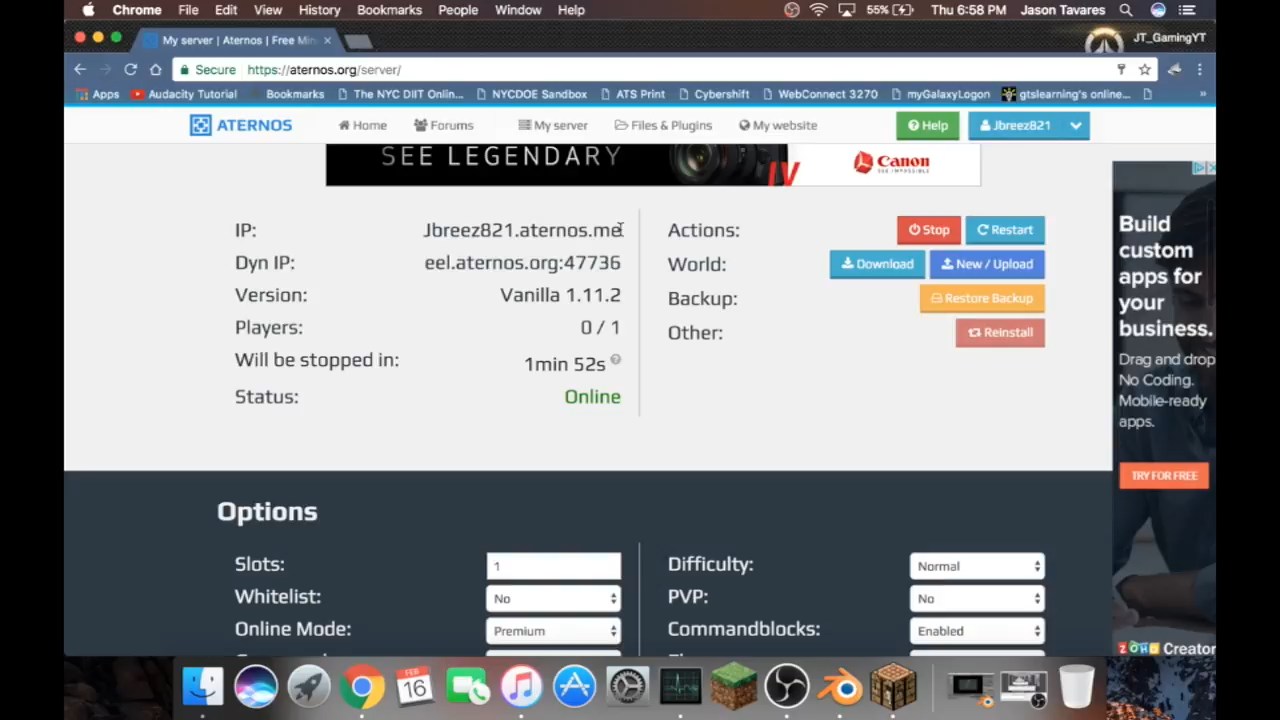 Chrome File Edit View History Bookmarks People Window Help 55% Thu 6:58 PM Jason Tavares
My server | Aternos | Free Min × JT_GamingYT
Secure https://aternos.org/server/
Apps Audacity Tutorial Bookmarks The NYC DIIT Onlin... NYCDOE Sandbox ATS Print Cybershift WebConnect 3270 myGalaxyLogon gtslearning's online... »
ATERNOS Home Forums My server Files & Plugins My website Help Jbreez821
SEE LEGENDARY IV Canon
SEE IMPOSSIBLE
IP: Jbreez821.aternos.me Actions: Stop Restart
Dyn IP: eel.aternos.org:47736 World: Download New / Upload
Version: Vanilla 1.11.2 Backup: Restore Backup
Players: 0 / 1 Other: Reinstall
Will be stopped in: 1min 52s ?
Status: Online
Build
custom
apps for
your
business.
Drag and drop
No Coding.
Mobile-ready
apps.
TRY FOR FREE
Options
Slots: 1 Difficulty: Normal
Whitelist: No PVP: No
Online Mode: Premium Commandblocks: Enabled
ZOHO Creator
FEB
16